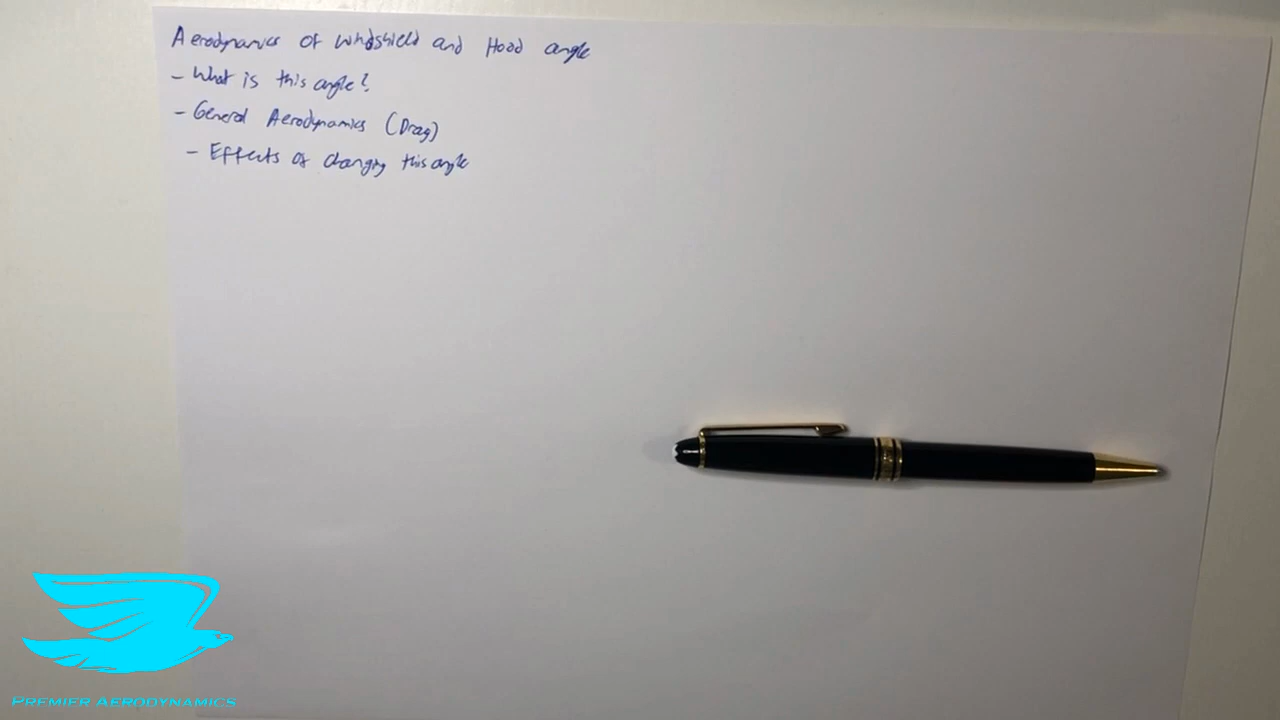 Aerodynamics of windshield and Hood angle
- What is this angle?
- General Aerodynamics (Drag)
- Effects of changing this angle
PREMIER AERODYNAMICS